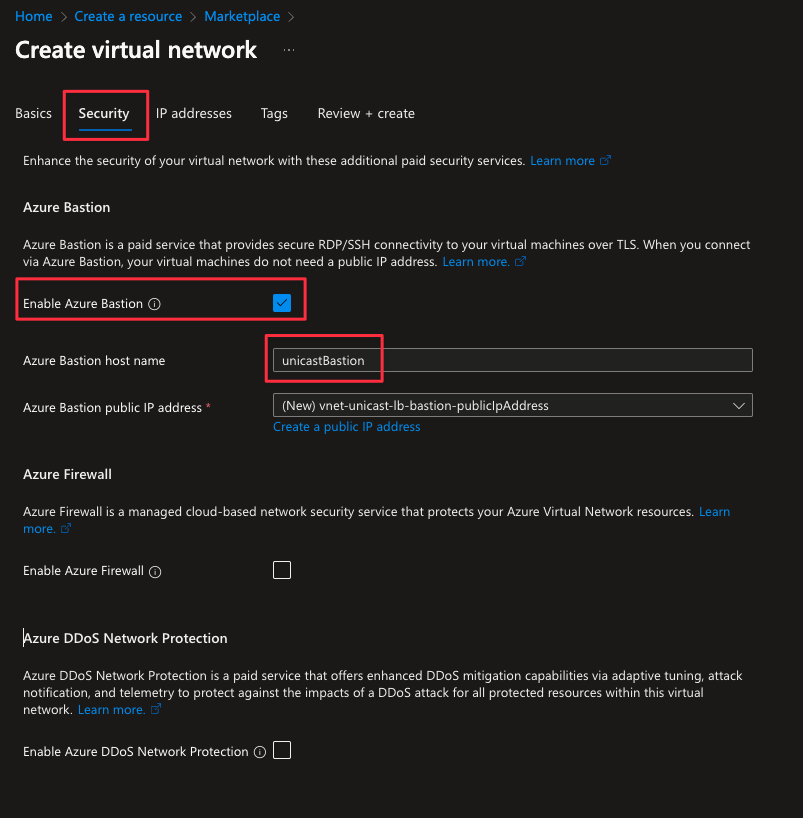 Home > Create a resource > Marketplace >
Create virtual network ...
Basics Security IP addresses Tags Review + create
Enhance the security of your virtual network with these additional paid security services. Learn more
Azure Bastion
Azure Bastion is a paid service that provides secure RDP/SSH connectivity to your virtual machines over TLS. When you connect
via Azure Bastion, your virtual machines do not need a public IP address. Learn more.
Enable Azure Bastion
Azure Bastion host name unicastBastion
Azure Bastion public IP address * (New) vnet-unicast-lb-bastion-publicIpAddress
Create a public IP address
Azure Firewall
Azure Firewall is a managed cloud-based network security service that protects your Azure Virtual Network resources. Learn
more.
Enable Azure Firewall
Azure DDoS Network Protection
Azure DDoS Network Protection is a paid service that offers enhanced DDoS mitigation capabilities via adaptive tuning, attack
notification, and telemetry to protect against the impacts of a DDoS attack for all protected resources within this virtual
network. Learn more.
Enable Azure DDoS Network Protection